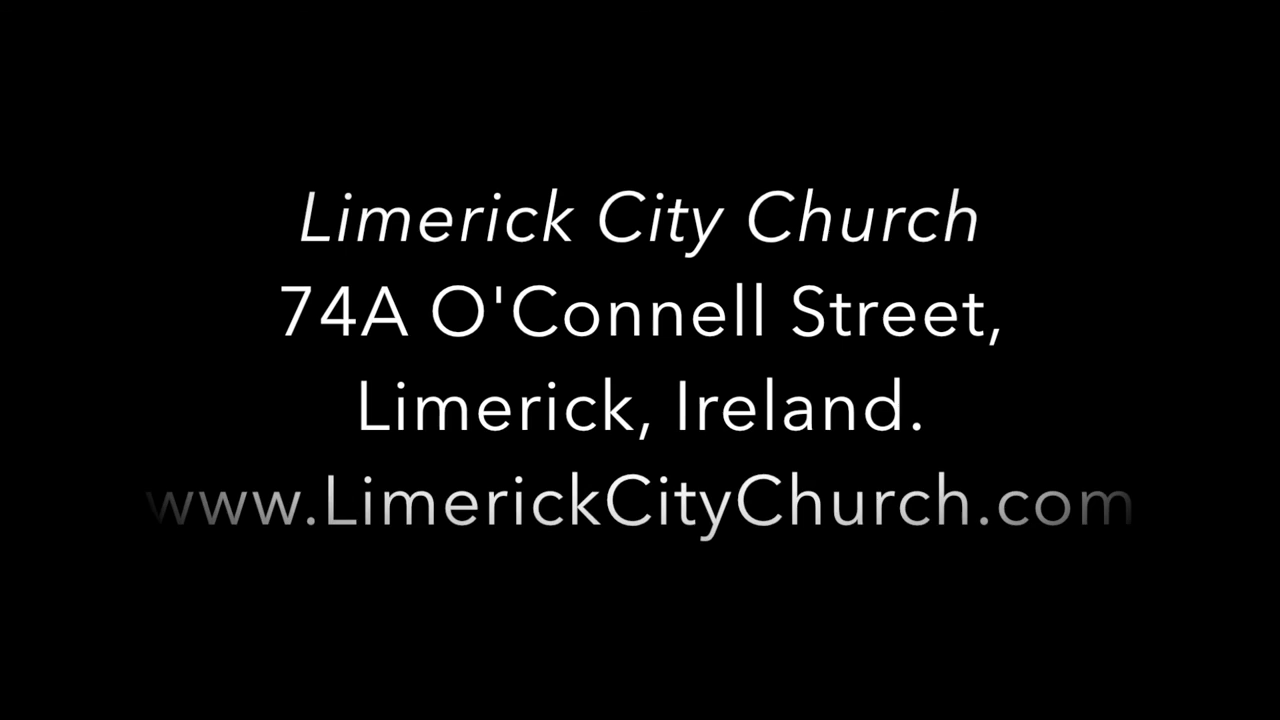 Limerick City Church
74A O'Connell Street,
Limerick, Ireland.
www.LimerickCityChurch.com